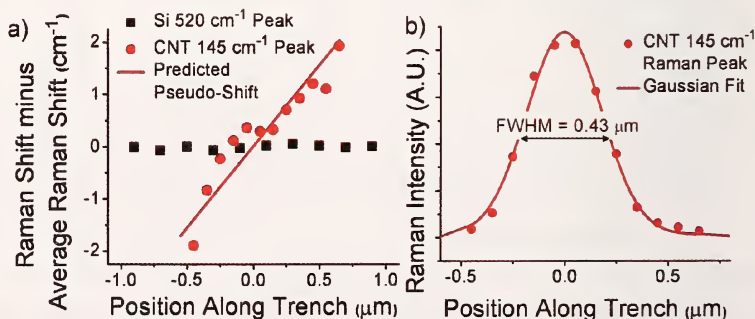 a)
Si 520 cm⁻¹ Peak
CNT 145 cm⁻¹ Peak
Predicted
Pseudo-Shift
Raman Shift minus
Average Raman Shift (cm⁻¹)
2
1
0
-1
-2
-1.0
-0.5
0.0
0.5
1.0
Position Along Trench (μm)
b)
CNT 145 cm⁻¹
Raman Peak
Gaussian Fit
FWHM = 0.43 μm
Raman Intensity (A.U.)
-0.5
0.0
0.5
Position Along Trench (μm)